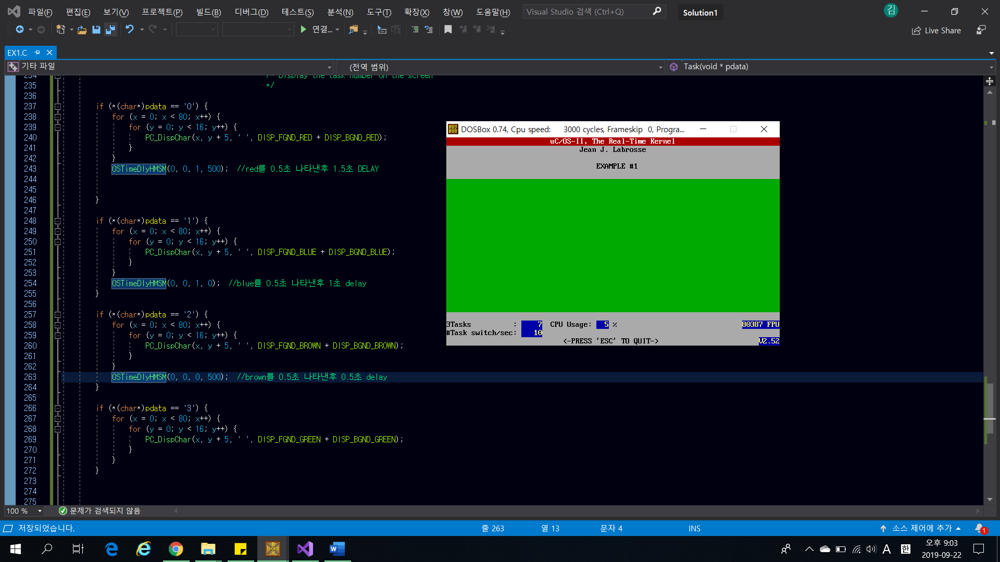 파일(F) 편집(E) 보기(V) 프로젝트(P) 빌드(B) 디버그(D) 테스트(S) 분석(N) 도구(T) 확장(X) 창(W) 도움말(H) Visual Studio 검색 (Ctrl+Q) Solution1 김
연결... Live Share
EX1.C
기타 파일 (전역 범위) Task(void * pdata)
234 /* Display the task number on the screen
235 */
236
237 if (*(char*)pdata == '0') {
238 for (x = 0; x < 80; x++) {
239 for (y = 0; y < 16; y++) {
240 PC_DispChar(x, y + 5, ' ', DISP_FGND_RED + DISP_BGND_RED);
241 }
242 }
243 OSTimeDlyHMSM(0, 0, 1, 500); //red를 0.5초 나타낸후 1.5초 DELAY
244
245
246 }
247
248 if (*(char*)pdata == '1') {
249 for (x = 0; x < 80; x++) {
250 for (y = 0; y < 16; y++) {
251 PC_DispChar(x, y + 5, ' ', DISP_FGND_BLUE + DISP_BGND_BLUE);
252 }
253 }
254 OSTimeDlyHMSM(0, 0, 1, 0); //blue를 0.5초 나타낸후 1초 delay
255 }
256
257 if (*(char*)pdata == '2') {
258 for (x = 0; x < 80; x++) {
259 for (y = 0; y < 16; y++) {
260 PC_DispChar(x, y + 5, ' ', DISP_FGND_BROWN + DISP_BGND_BROWN);
261 }
262 }
263 OSTimeDlyHMSM(0, 0, 0, 500); //brown를 0.5초 나타낸후 0.5초 delay
264 }
265
266 if (*(char*)pdata == '3') {
267 for (x = 0; x < 80; x++) {
268 for (y = 0; y < 16; y++) {
269 PC_DispChar(x, y + 5, ' ', DISP_FGND_GREEN + DISP_BGND_GREEN);
270 }
271 }
272 }
273
274
275
DOSBox 0.74, Cpu speed: 3000 cycles, Frameskip 0, Progra...
uC/OS-II, The Real-Time Kernel
Jean J. Labrosse
EXAMPLE #1
3Tasks : 7 CPU Usage: 5 % 80387 FPU
#Task switch/sec: 10
<-PRESS 'ESC' TO QUIT-> V2.52
100 % 문제가 검색되지 않음
저장되었습니다. 줄 263 열 13 문자 4 INS 소스 제어에 추가 1
A 한 오후 9:03
2019-09-22